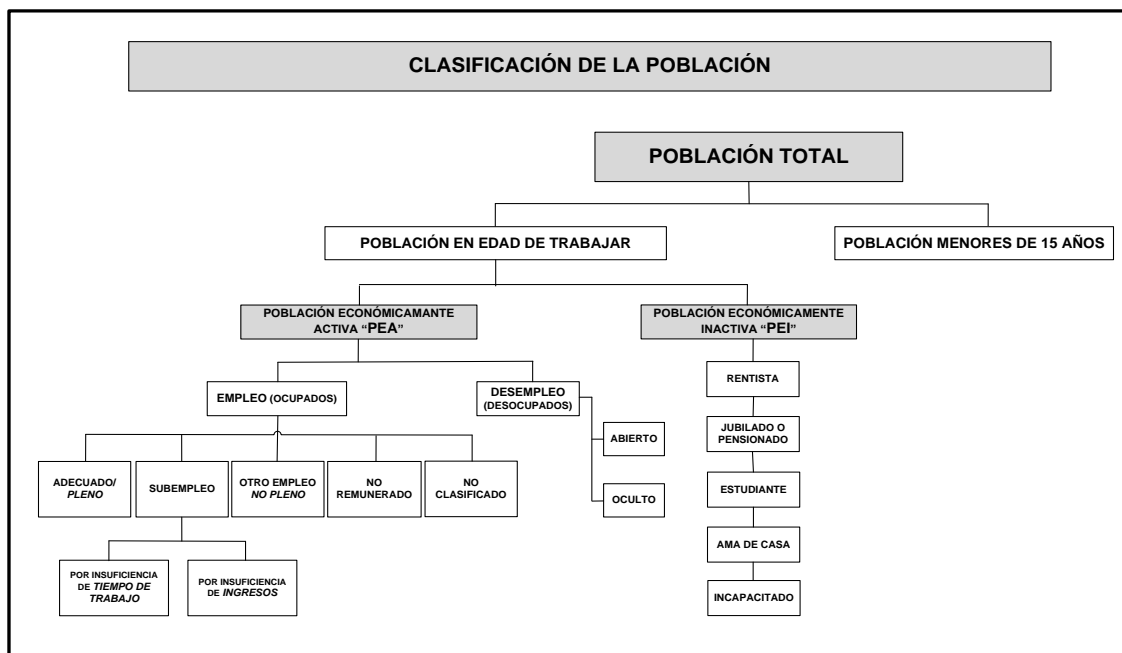 CLASIFICACIÓN DE LA POBLACIÓN
POBLACIÓN TOTAL
POBLACIÓN EN EDAD DE TRABAJAR
POBLACIÓN MENORES DE 15 AÑOS
POBLACIÓN ECONÓMICAMANTE
ACTIVA “PEA”
POBLACIÓN ECONÓMICAMENTE
INACTIVA “PEI”
EMPLEO (OCUPADOS)
DESEMPLEO
(DESOCUPADOS)
ABIERTO
OCULTO
ADECUADO/
PLENO
SUBEMPLEO
OTRO EMPLEO
NO PLENO
NO
REMUNERADO
NO
CLASIFICADO
POR INSUFICIENCIA
DE TIEMPO DE
TRABAJO
POR INSUFICIENCIA
DE INGRESOS
RENTISTA
JUBILADO O
PENSIONADO
ESTUDIANTE
AMA DE CASA
INCAPACITADO